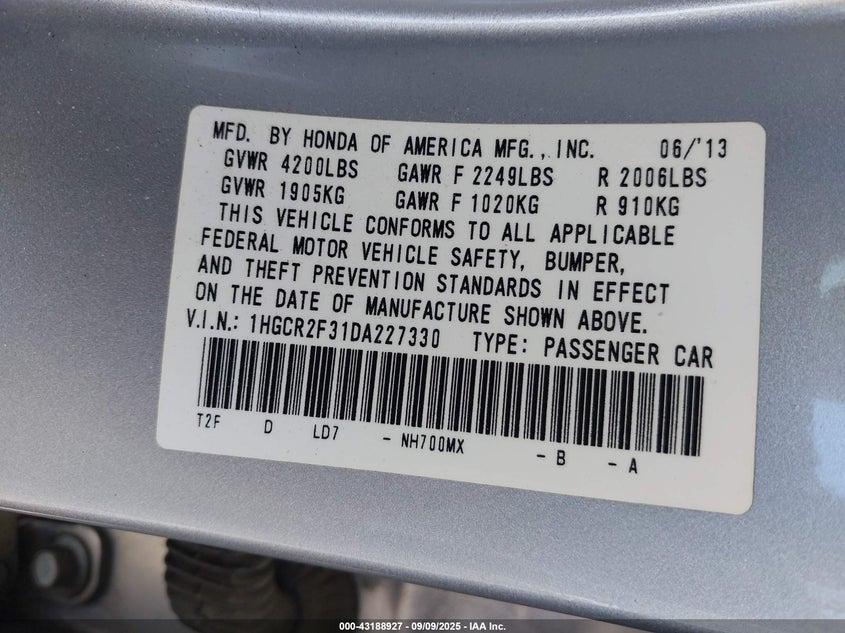 MFD. BY HONDA OF AMERICA MFG., INC. 06/'13
GVWR 4200LBS GAWR F 2249LBS R 2006LBS
GVWR 1905KG GAWR F 1020KG R 910KG
THIS VEHICLE CONFORMS TO ALL APPLICABLE
FEDERAL MOTOR VEHICLE SAFETY, BUMPER,
AND THEFT PREVENTION STANDARDS IN EFFECT
ON THE DATE OF MANUFACTURE SHOWN ABOVE.
V.I.N.: 1HGCR2F31DA227330 TYPE: PASSENGER CAR
T2F D LD7 - NH700MX - B - A
000-43188927 - 09/09/2025 - IAA Inc.